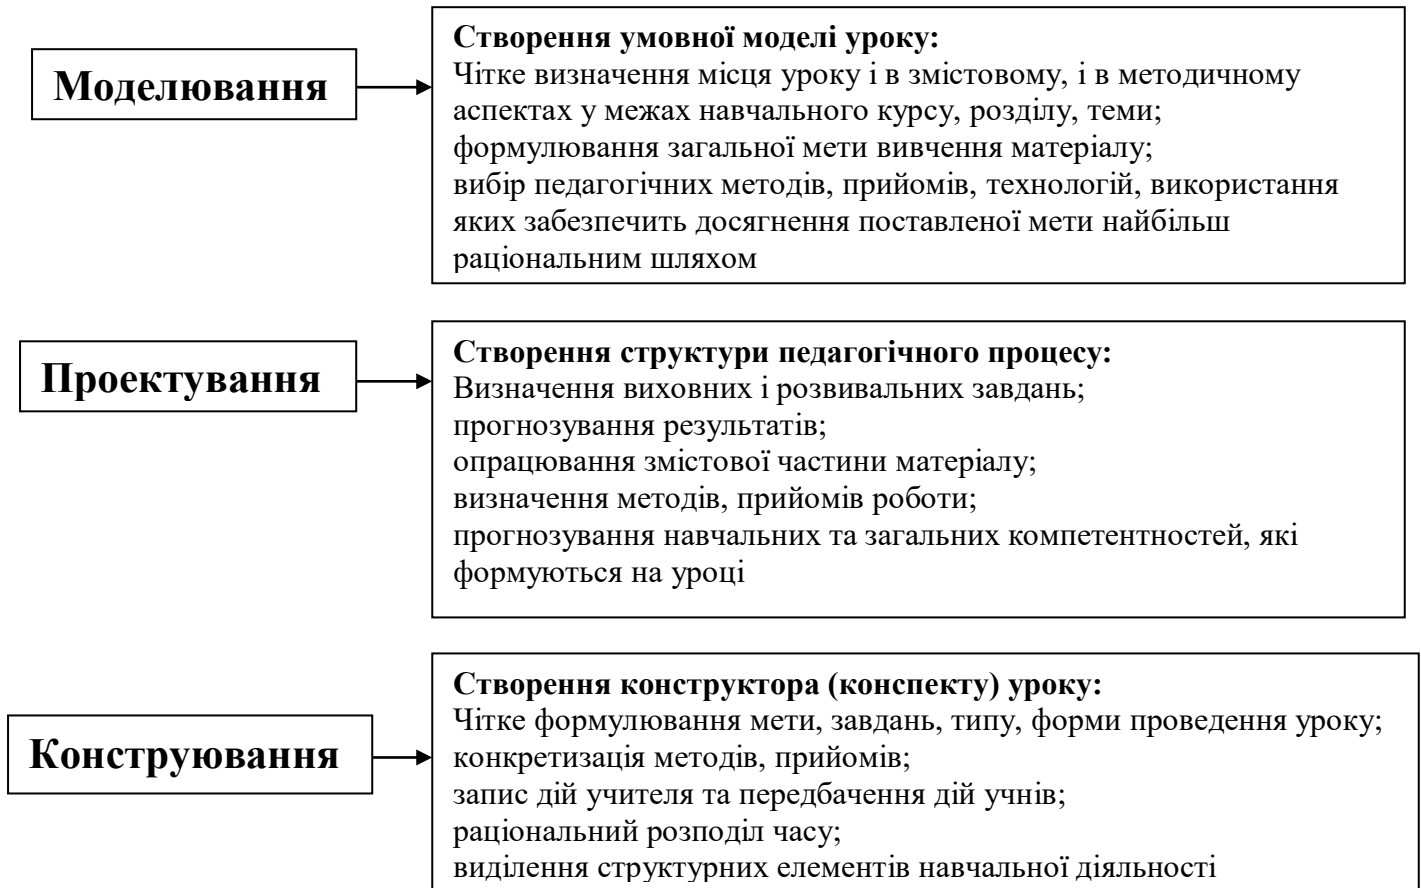 Моделювання
Створення умовної моделі уроку:
Чітке визначення місця уроку і в змістовому, і в методичному
аспектах у межах навчального курсу, розділу, теми;
формулювання загальної мети вивчення матеріалу;
вибір педагогічних методів, прийомів, технологій, використання
яких забезпечить досягнення поставленої мети найбільш
раціональним шляхом
Проектування
Створення структури педагогічного процесу:
Визначення виховних і розвивальних завдань;
прогнозування результатів;
опрацювання змістової частини матеріалу;
визначення методів, прийомів роботи;
прогнозування навчальних та загальних компетентностей, які
формуються на уроці
Конструювання
Створення конструктора (конспекту) уроку:
Чітке формулювання мети, завдань, типу, форми проведення уроку;
конкретизація методів, прийомів;
запис дій учителя та передбачення дій учнів;
раціональний розподіл часу;
виділення структурних елементів навчальної діяльності